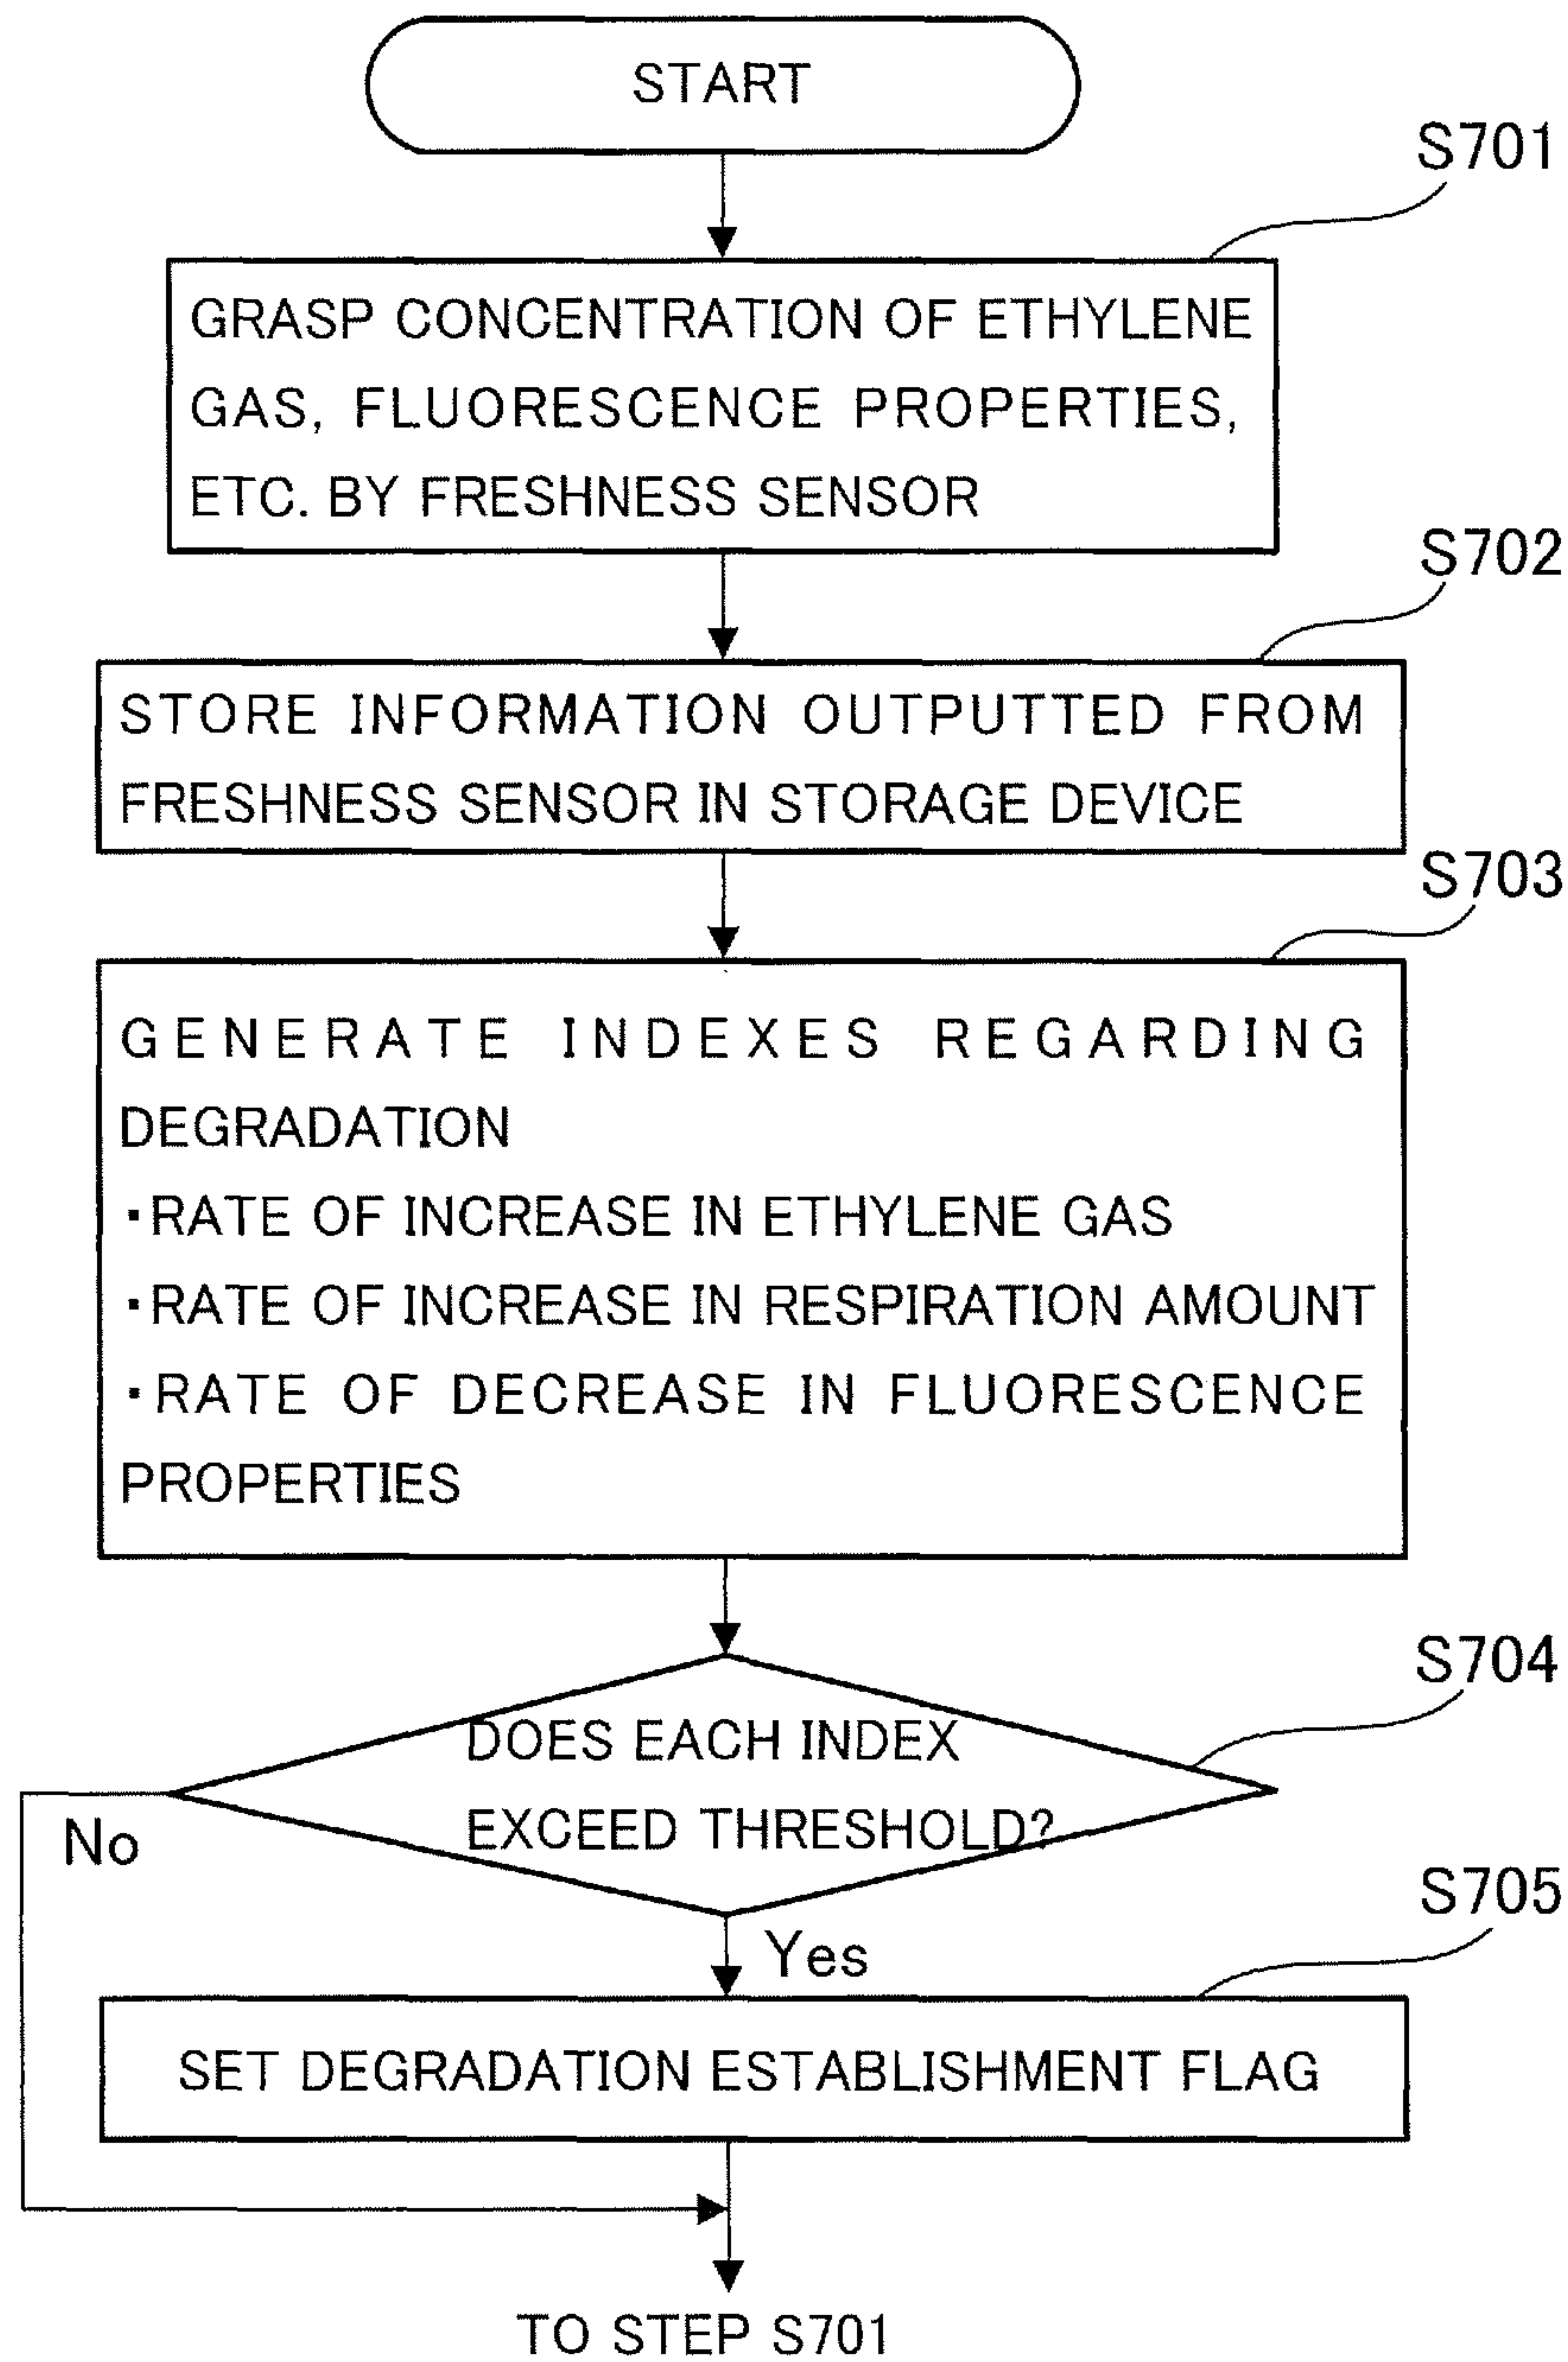 START
S701
GRASP CONCENTRATION OF ETHYLENE
GAS, FLUORESCENCE PROPERTIES,
ETC. BY FRESHNESS SENSOR
S702
STORE INFORMATION OUTPUTTED FROM
FRESHNESS SENSOR IN STORAGE DEVICE
S703
GENERATE INDEXES REGARDING
DEGRADATION
・RATE OF INCREASE IN ETHYLENE GAS
・RATE OF INCREASE IN RESPIRATION AMOUNT
・RATE OF DECREASE IN FLUORESCENCE
PROPERTIES
S704
DOES EACH INDEX
EXCEED THRESHOLD?
No
S705
Yes
SET DEGRADATION ESTABLISHMENT FLAG
TO STEP S701